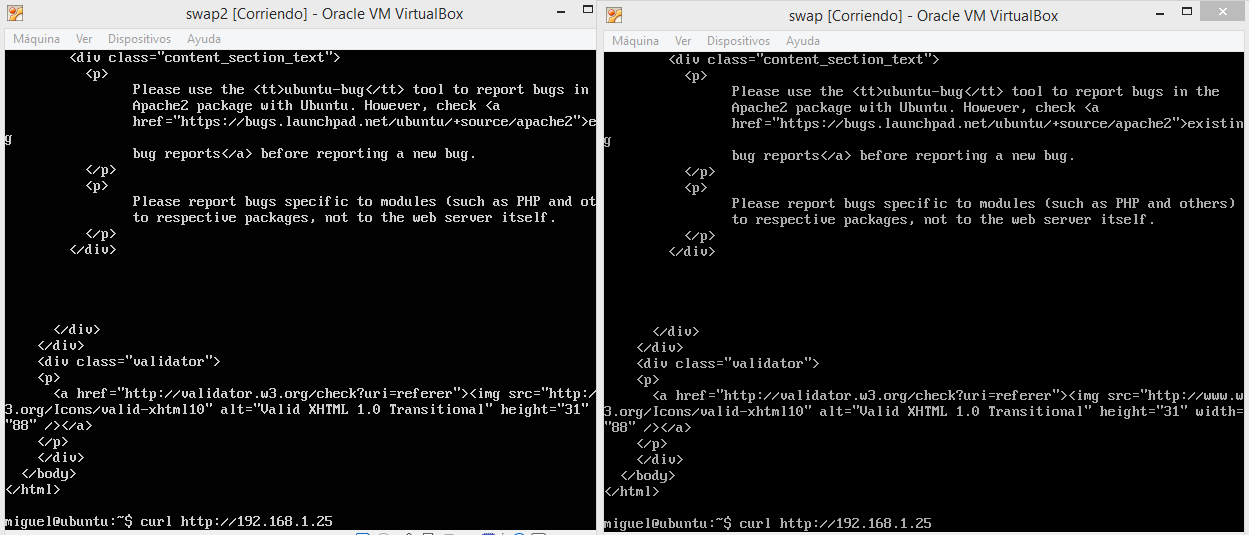 swap2 [Corriendo] - Oracle VM VirtualBox
Máquina Ver Dispositivos Ayuda
<div class="content_section_text">
<p>
Please use the <tt>ubuntu-bug</tt> tool to report bugs in
Apache2 package with Ubuntu. However, check <a
href="https://bugs.launchpad.net/ubuntu/+source/apache2">e
g
bug reports</a> before reporting a new bug.
</p>
<p>
Please report bugs specific to modules (such as PHP and ot
to respective packages, not to the web server itself.
</p>
</div>
</div>
</div>
<div class="validator">
<p>
<a href="http://validator.w3.org/check?uri=referer"><img src="http:/
3.org/Icons/valid-xhtml10" alt="Valid XHTML 1.0 Transitional" height="31"
"88" /></a>
</p>
</div>
</body>
</html>
miguel@ubuntu:~$ curl http://192.168.1.25
swap [Corriendo] - Oracle VM VirtualBox
Máquina Ver Dispositivos Ayuda
<div class="content_section_text">
<p>
Please use the <tt>ubuntu-bug</tt> tool to report bugs in the
Apache2 package with Ubuntu. However, check <a
href="https://bugs.launchpad.net/ubuntu/+source/apache2">existin
g
bug reports</a> before reporting a new bug.
</p>
<p>
Please report bugs specific to modules (such as PHP and others)
to respective packages, not to the web server itself.
</p>
</div>
</div>
</div>
<div class="validator">
<p>
<a href="http://validator.w3.org/check?uri=referer"><img src="http://www.w
3.org/Icons/valid-xhtml10" alt="Valid XHTML 1.0 Transitional" height="31" width=
"88" /></a>
</p>
</div>
</body>
</html>
miguel@ubuntu:~$ curl http://192.168.1.25